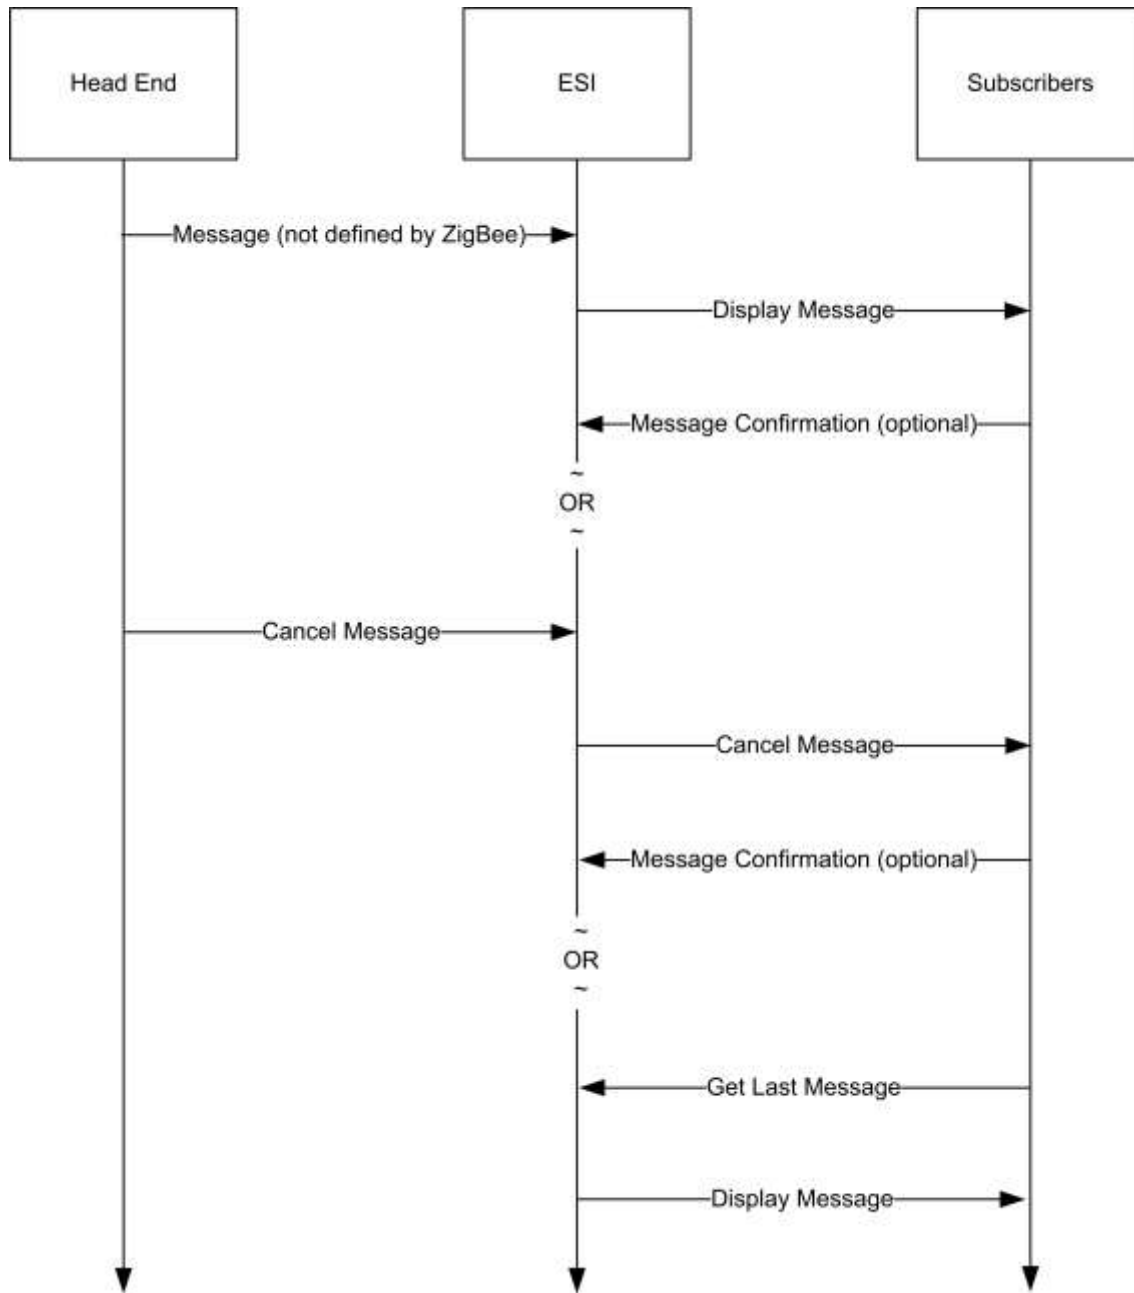 Head End
ESI
Subscribers
Message (not defined by ZigBee)
Display Message
Message Confirmation (optional)
~
OR
~
Cancel Message
Cancel Message
Message Confirmation (optional)
~
OR
~
Get Last Message
Display Message